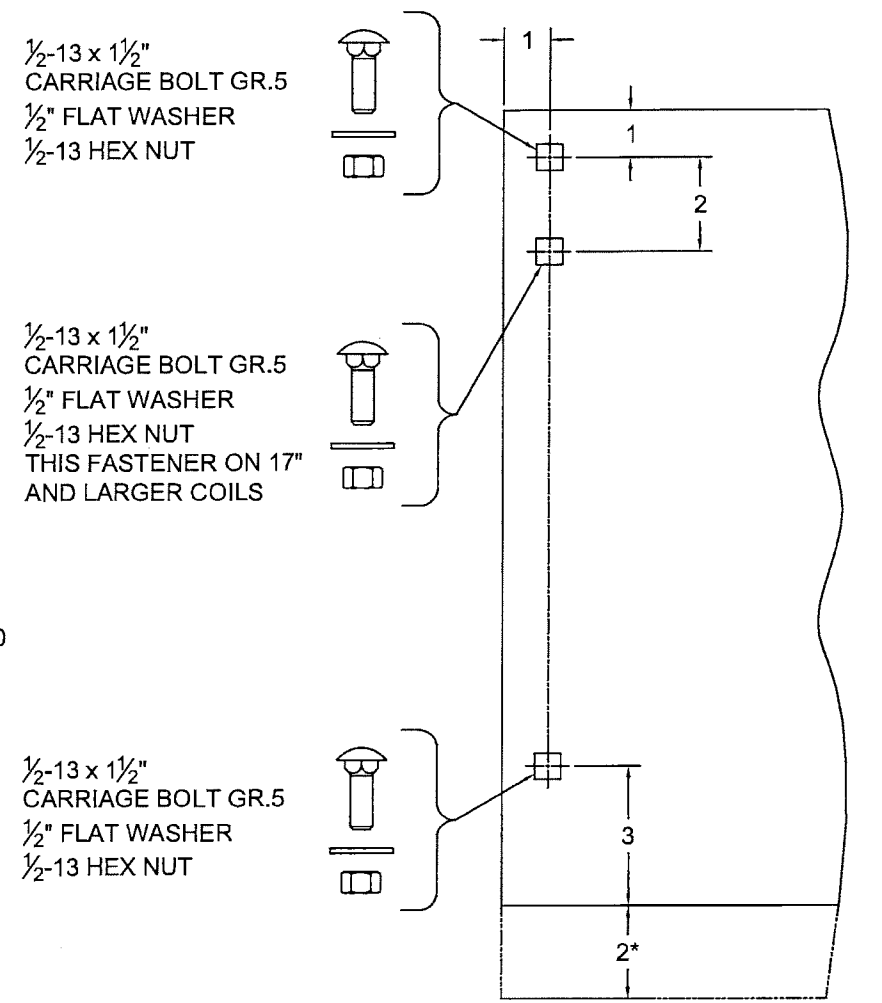 ½-13 x 1½"
CARRIAGE BOLT GR.5
½" FLAT WASHER
½-13 HEX NUT
1
1
2
½-13 x 1½"
CARRIAGE BOLT GR.5
½" FLAT WASHER
½-13 HEX NUT
THIS FASTENER ON 17"
AND LARGER COILS
½-13 x 1½"
CARRIAGE BOLT GR.5
½" FLAT WASHER
½-13 HEX NUT
3
2*